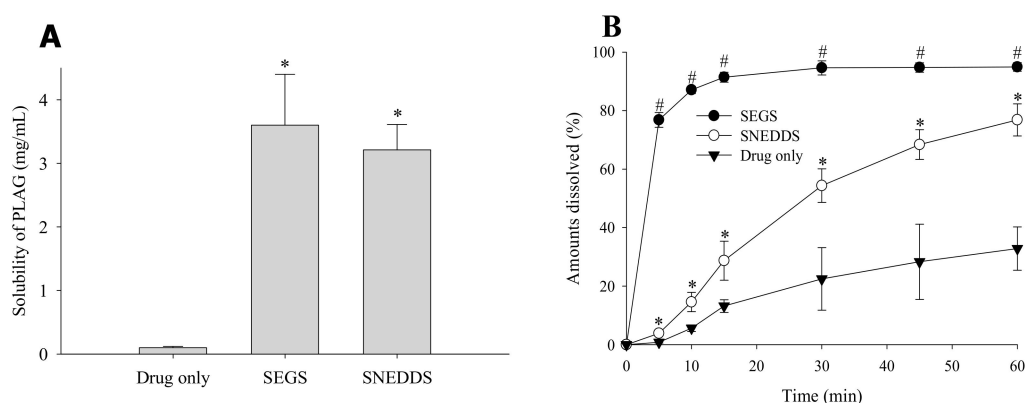 A
Solubility of PLAG (mg/mL)
4
3
2
1
0
*
*
Drug only
SEGS
SNEDDS
B
Amounts dissolved (%)
100
80
60
40
20
0
#
#
#
#
#
#
SEGS
SNEDDS
Drug only
*
*
*
*
*
*
0
10
20
30
40
50
60
Time (min)